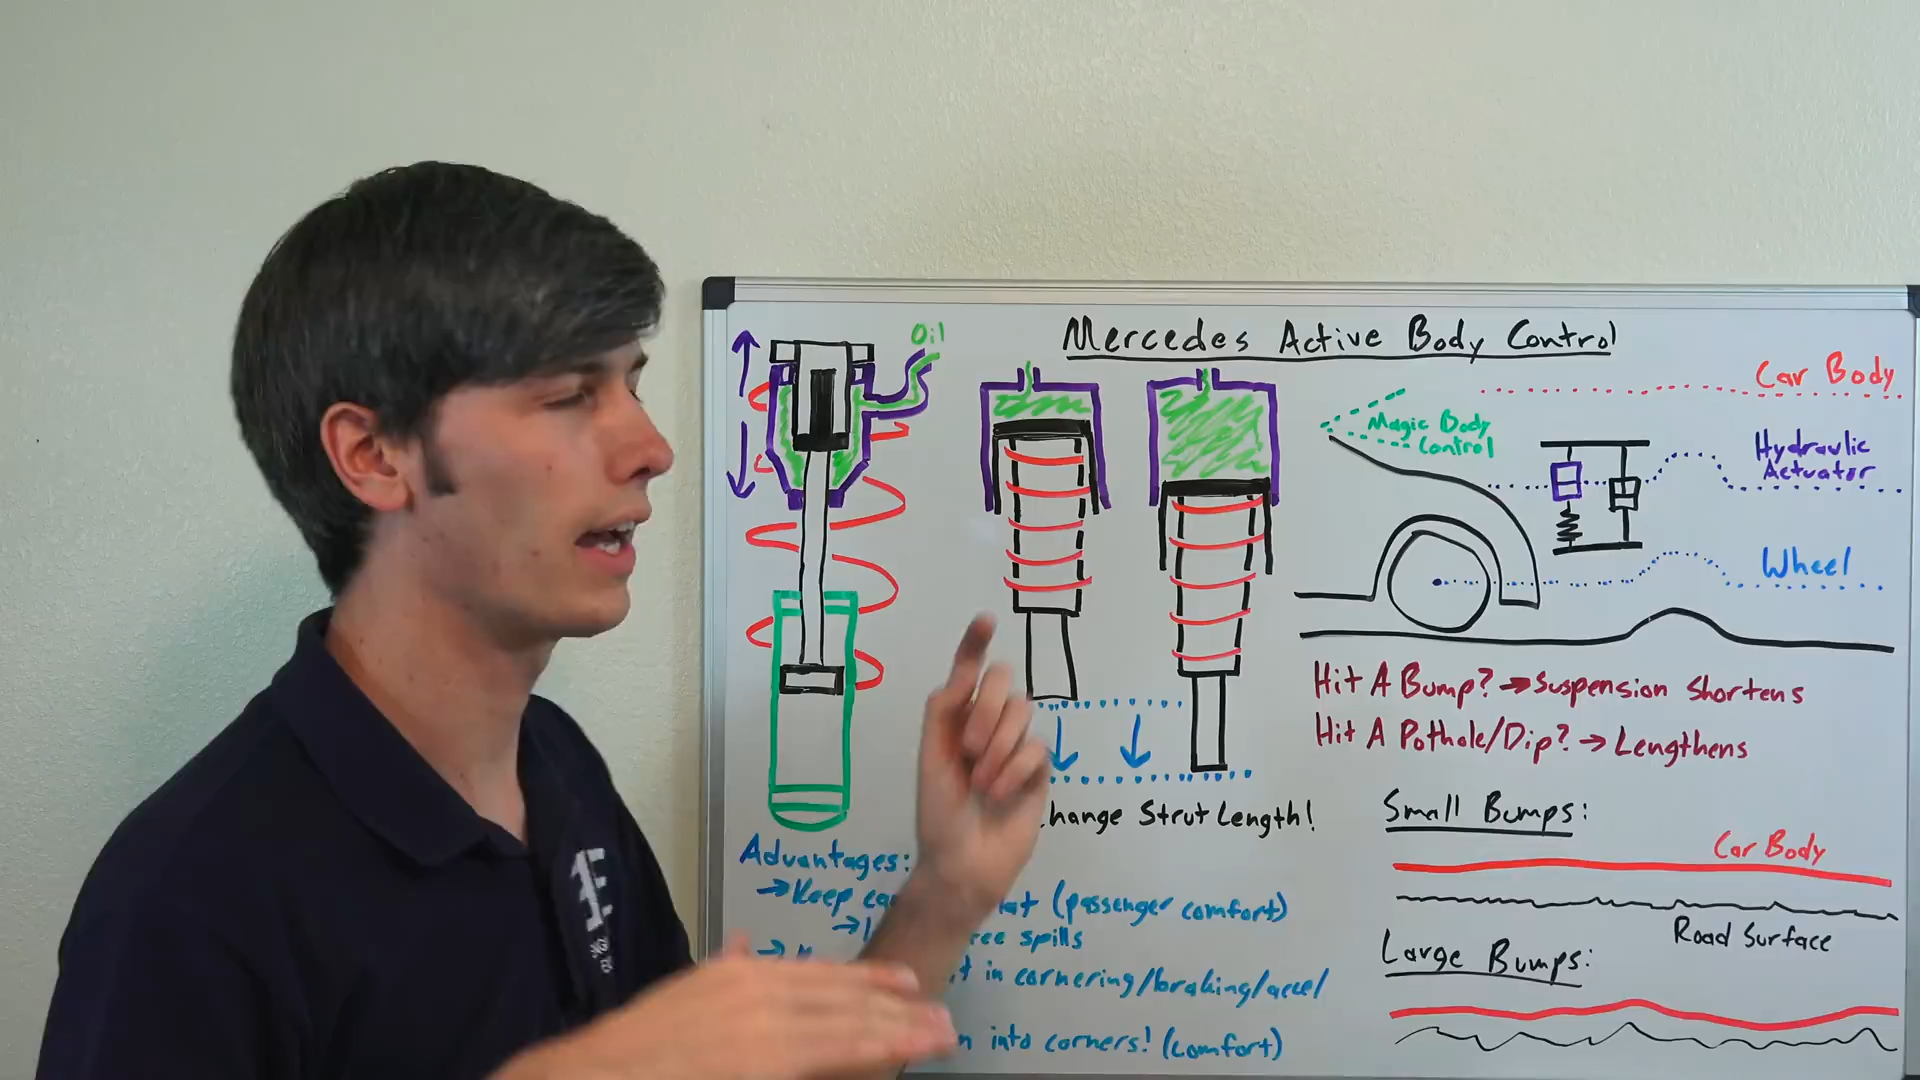 Mercedes Active Body Control
Oil
Car Body
Magic Body
Control
Hydraulic
Actuator
Wheel
Hit A Bump? → Suspension Shortens
Hit A Pothole/Dip? → Lengthens
hange Strut Length!
Small Bumps:
Car Body
Road Surface
Large Bumps:
Advantages:
→ Keep (passenger comfort)
spills
in cornering/braking/accel
into corners! (comfort)